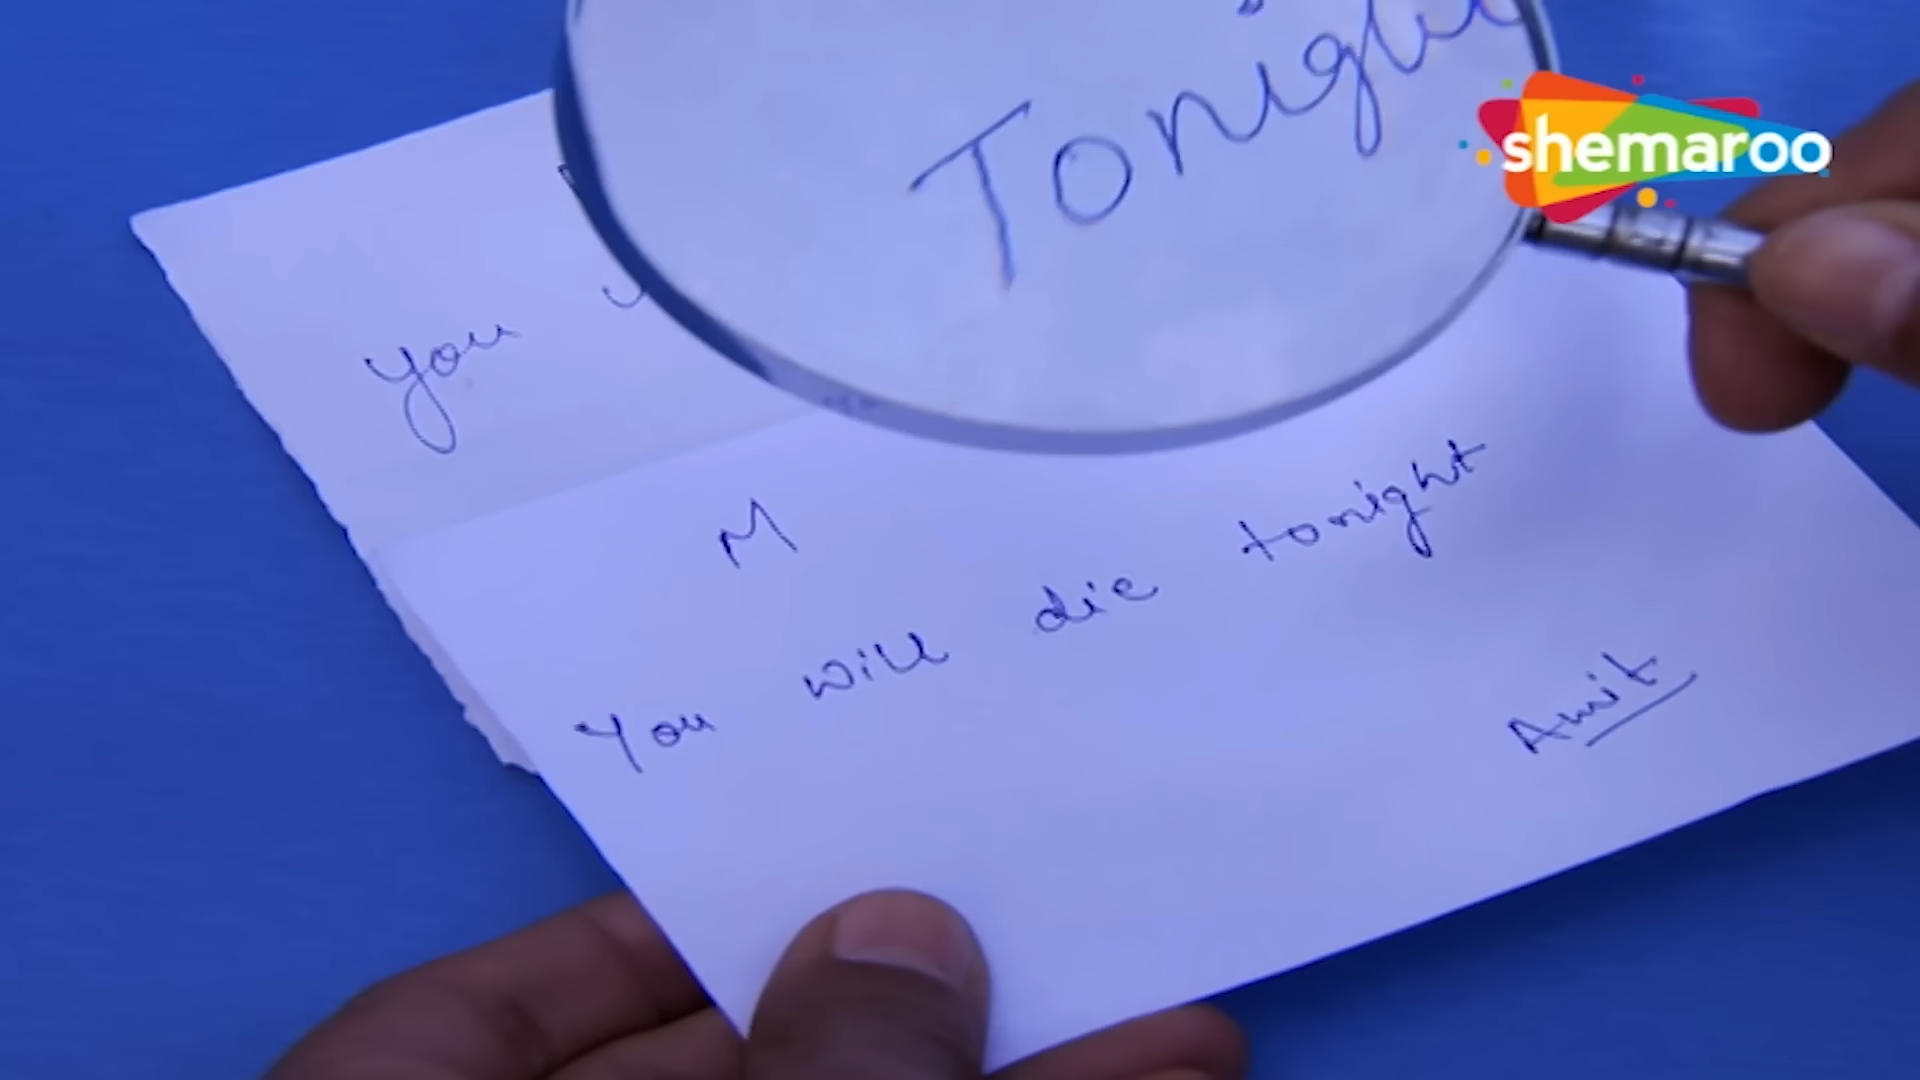 Tonight
shemaroo
you
M
You will die tonight
Amit